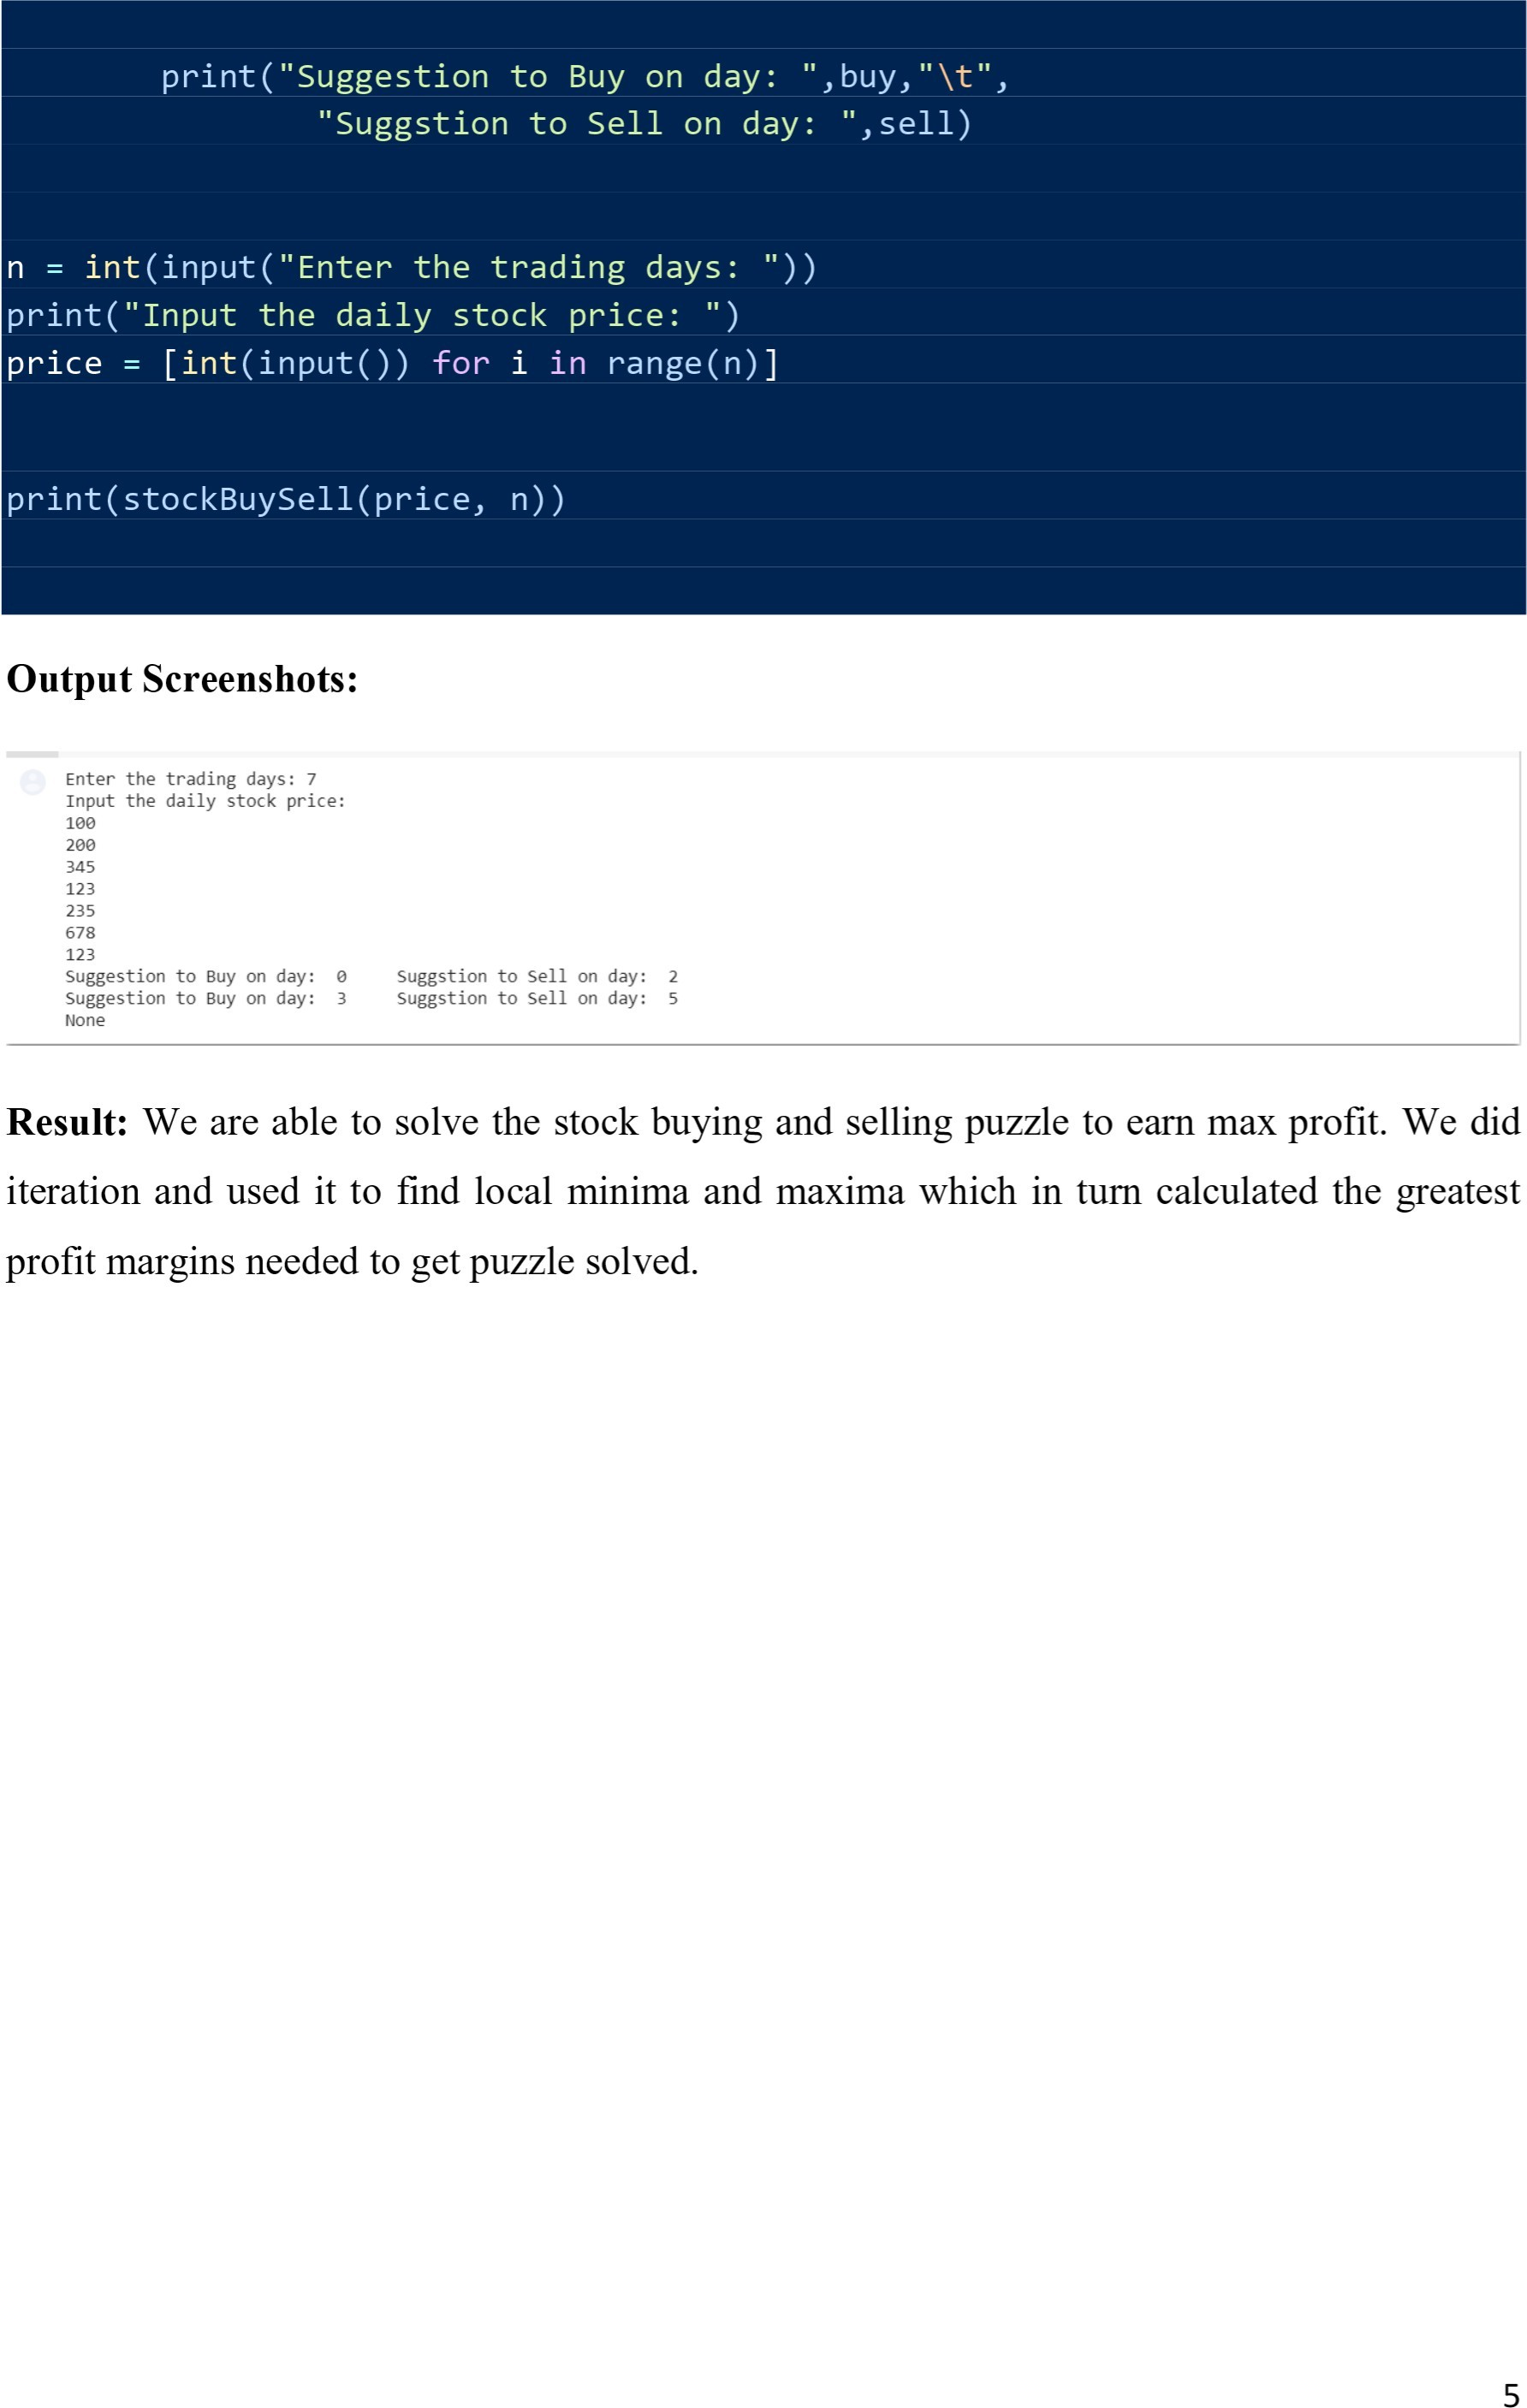 print("Suggestion to Buy on day: ",buy,"\t",
"Suggstion to Sell on day: ",sell)
n = int(input("Enter the trading days: "))
print("Input the daily stock price: ")
price = [int(input()) for i in range(n)]
print(stockBuySell(price, n))
Output Screenshots:
Enter the trading days: 7
Input the daily stock price:
100
200
345
123
235
678
123
Suggestion to Buy on day:  0     Suggstion to Sell on day:  2
Suggestion to Buy on day:  3     Suggstion to Sell on day:  5
None
Result: We are able to solve the stock buying and selling puzzle to earn max profit. We did
iteration and used it to find local minima and maxima which in turn calculated the greatest
profit margins needed to get puzzle solved.
5